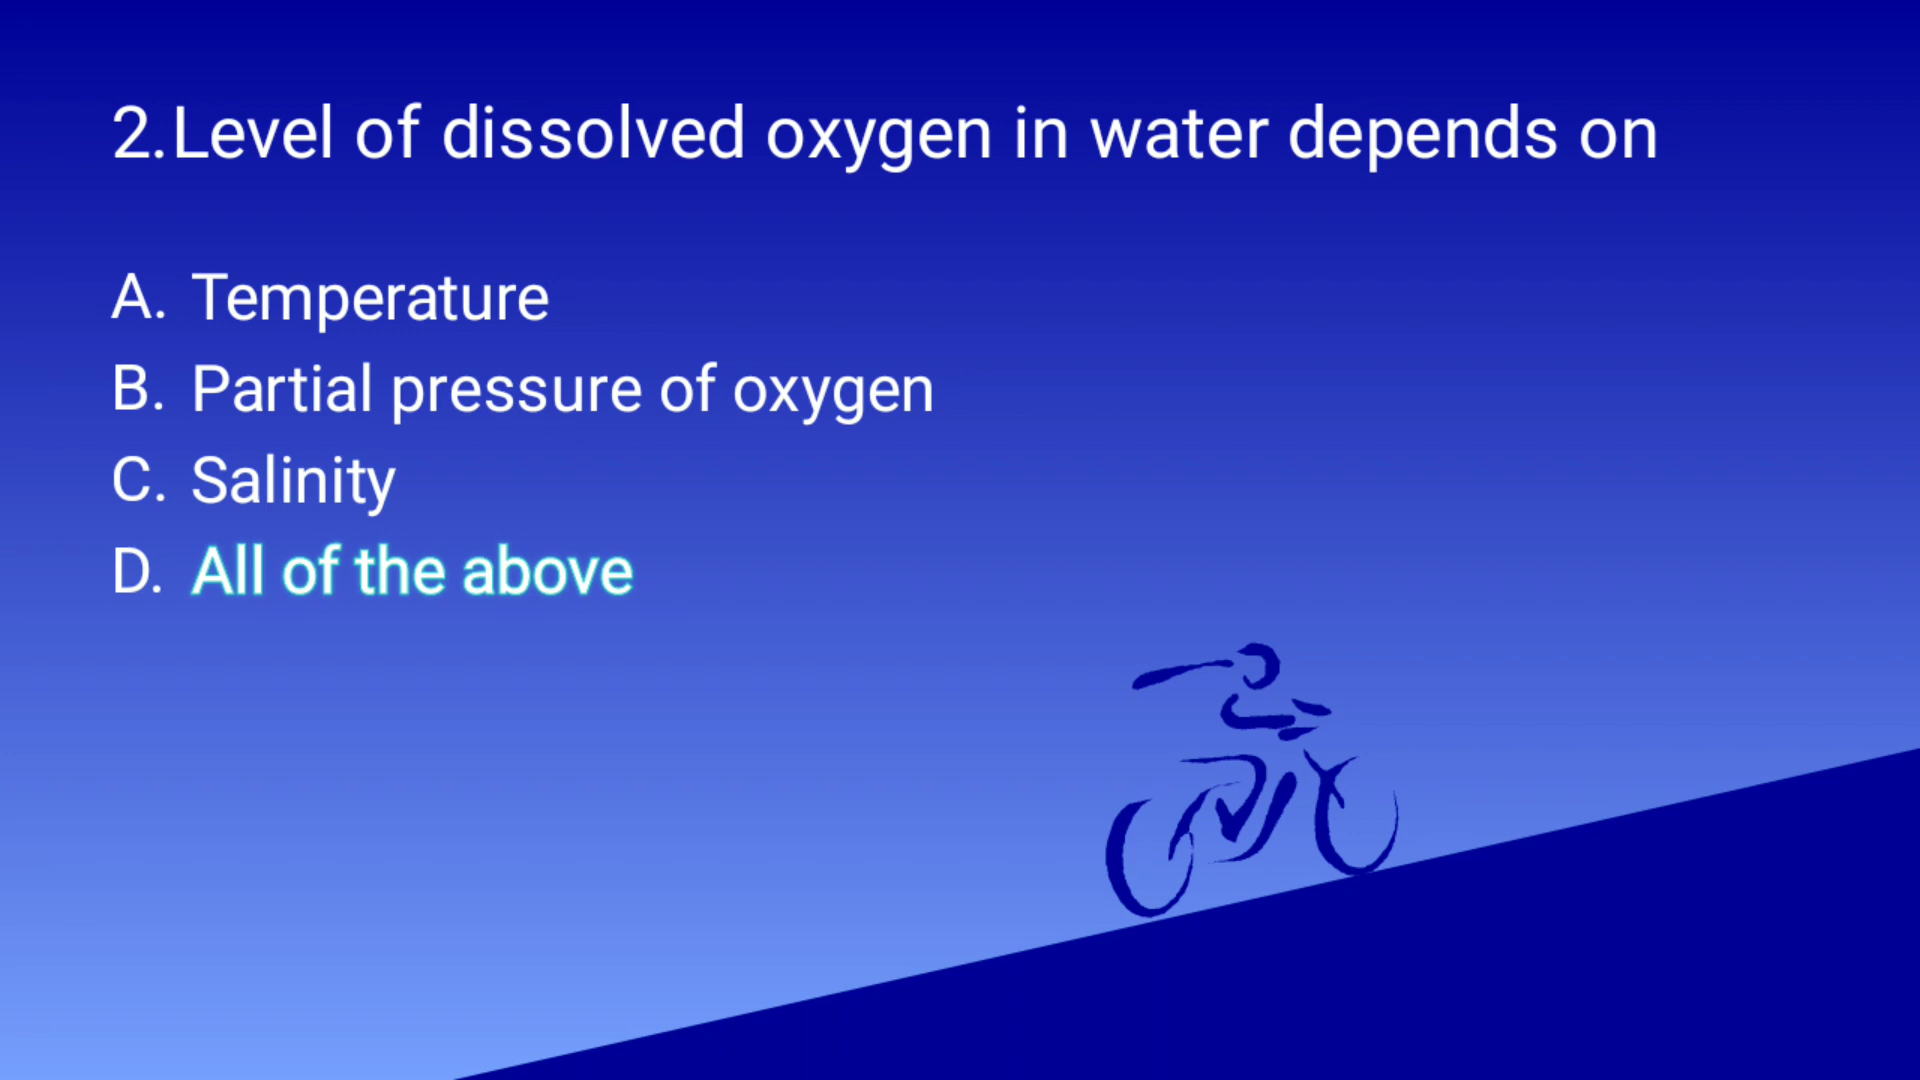 2.Level of dissolved oxygen in water depends on
A. Temperature
B. Partial pressure of oxygen
C. Salinity
D. All of the above